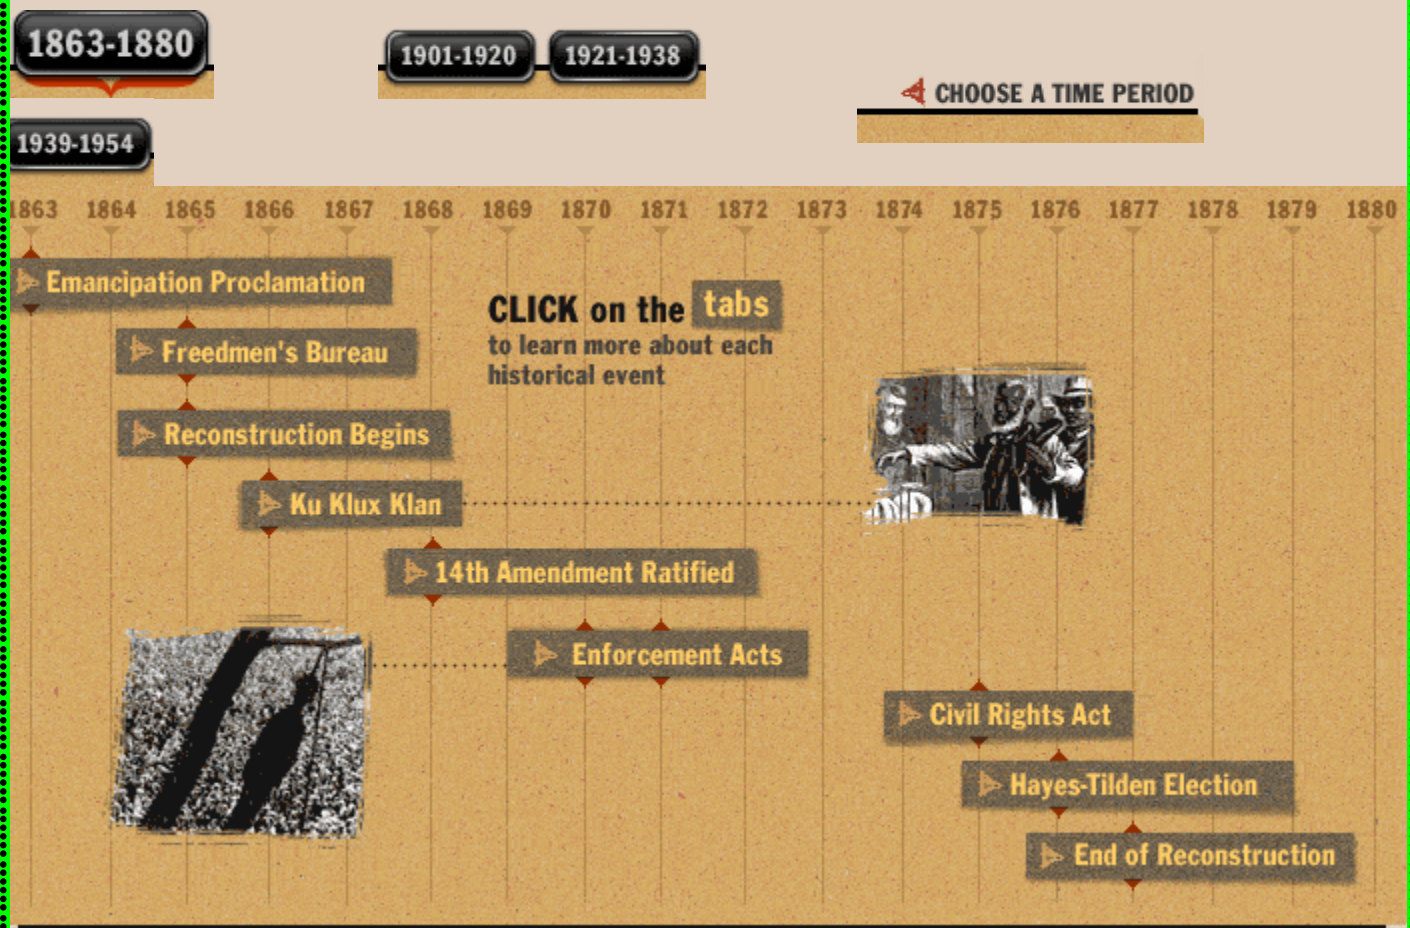 1863-1880
1901-1920
1921-1938
CHOOSE A TIME PERIOD
1939-1954
1863 1864 1865 1866 1867 1868 1869 1870 1871 1872 1873 1874 1875 1876 1877 1878 1879 1880
Emancipation Proclamation
CLICK on the tabs
to learn more about each
historical event
Freedmen's Bureau
Reconstruction Begins
Ku Klux Klan
14th Amendment Ratified
Enforcement Acts
Civil Rights Act
Hayes-Tilden Election
End of Reconstruction